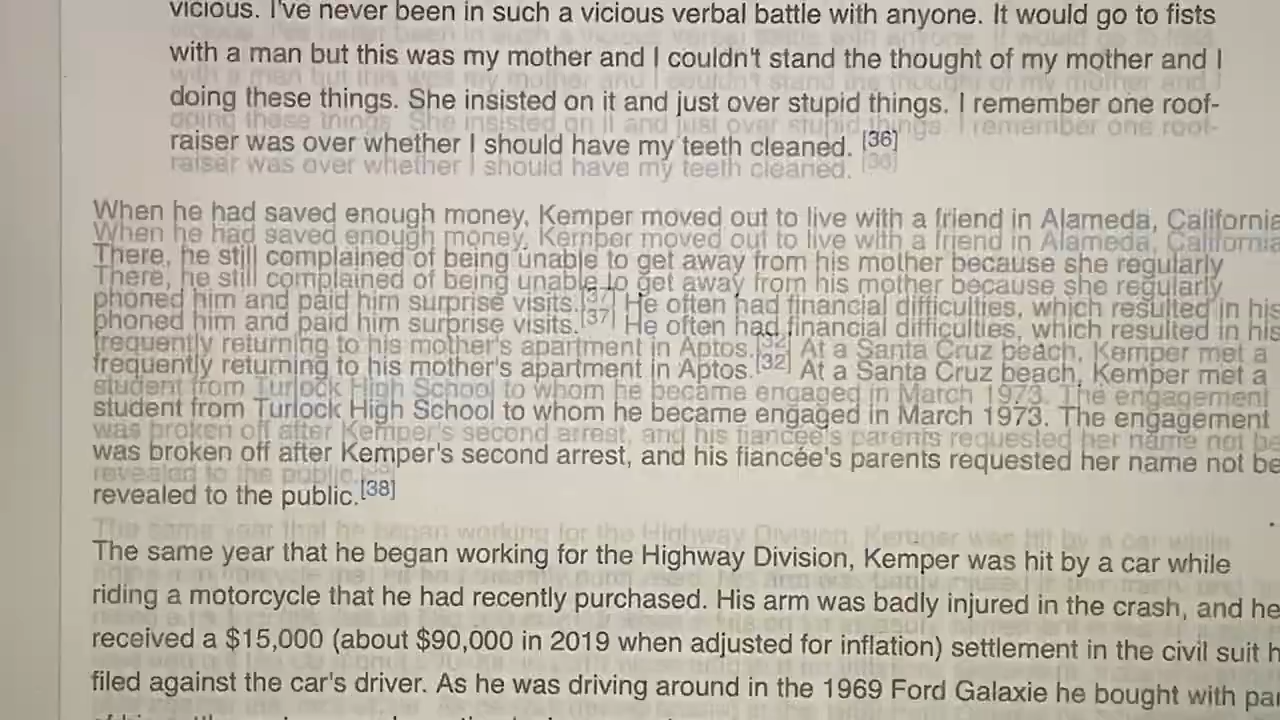 vicious. I've never been in such a vicious verbal battle with anyone. It would go to fists
with a man but this was my mother and I couldn't stand the thought of my mother and I
doing these things. She insisted on it and just over stupid things. I remember one roof-
raiser was over whether I should have my teeth cleaned. [36]
When he had saved enough money, Kemper moved out to live with a friend in Alameda, California
There, he still complained of being unable to get away from his mother because she regularly
phoned him and paid him surprise visits.[37] He often had financial difficulties, which resulted in his
frequently returning to his mother's apartment in Aptos.[32] At a Santa Cruz beach, Kemper met a
student from Turlock High School to whom he became engaged in March 1973. The engagement
was broken off after Kemper's second arrest, and his fiancée's parents requested her name not be
revealed to the public.[38]
The same year that he began working for the Highway Division, Kemper was hit by a car while
riding a motorcycle that he had recently purchased. His arm was badly injured in the crash, and he
received a $15,000 (about $90,000 in 2019 when adjusted for inflation) settlement in the civil suit h
filed against the car's driver. As he was driving around in the 1969 Ford Galaxie he bought with pa